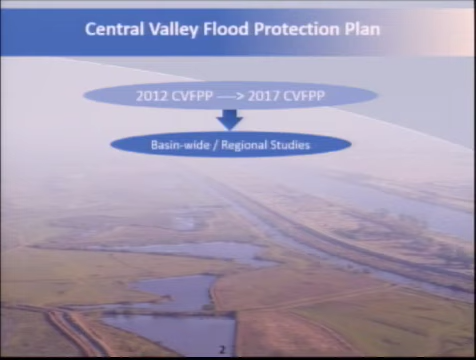 Central Valley Flood Protection Plan
2012 CVFPP ----> 2017 CVFPP
Basin-wide / Regional Studies
2